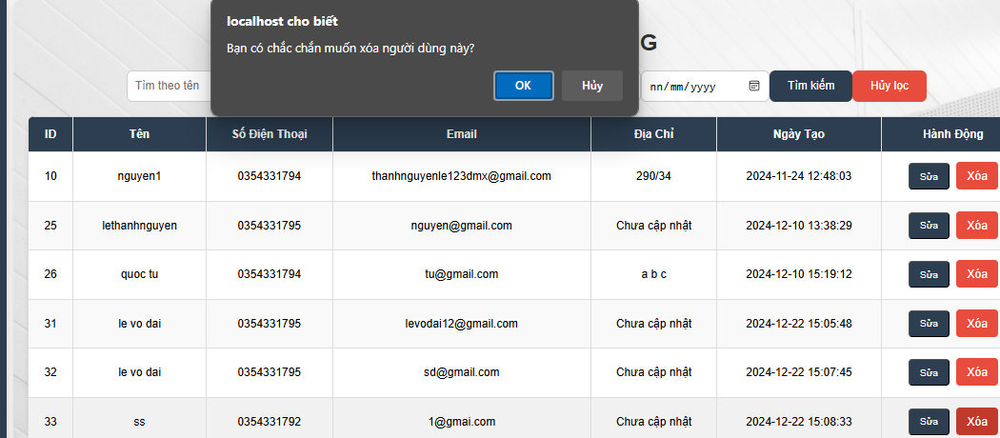 localhost cho biết
Bạn có chắc chắn muốn xóa người dùng này?
OK Hủy
G
Tìm theo tên nn/mm/yyyy Tìm kiếm Hủy lọc
ID Tên Số Điện Thoại Email Địa Chỉ Ngày Tạo Hành Động
10 nguyen1 0354331794 thanhnguyenle123dmx@gmail.com 290/34 2024-11-24 12:48:03 Sửa Xóa
25 lethanhnguyen 0354331795 nguyen@gmail.com Chưa cập nhật 2024-12-10 13:38:29 Sửa Xóa
26 quoc tu 0354331794 tu@gmail.com a b c 2024-12-10 15:19:12 Sửa Xóa
31 le vo dai 0354331795 levodai12@gmail.com Chưa cập nhật 2024-12-22 15:05:48 Sửa Xóa
32 le vo dai 0354331795 sd@gmail.com Chưa cập nhật 2024-12-22 15:07:45 Sửa Xóa
33 ss 0354331792 1@gmai.com Chưa cập nhật 2024-12-22 15:08:33 Sửa Xóa